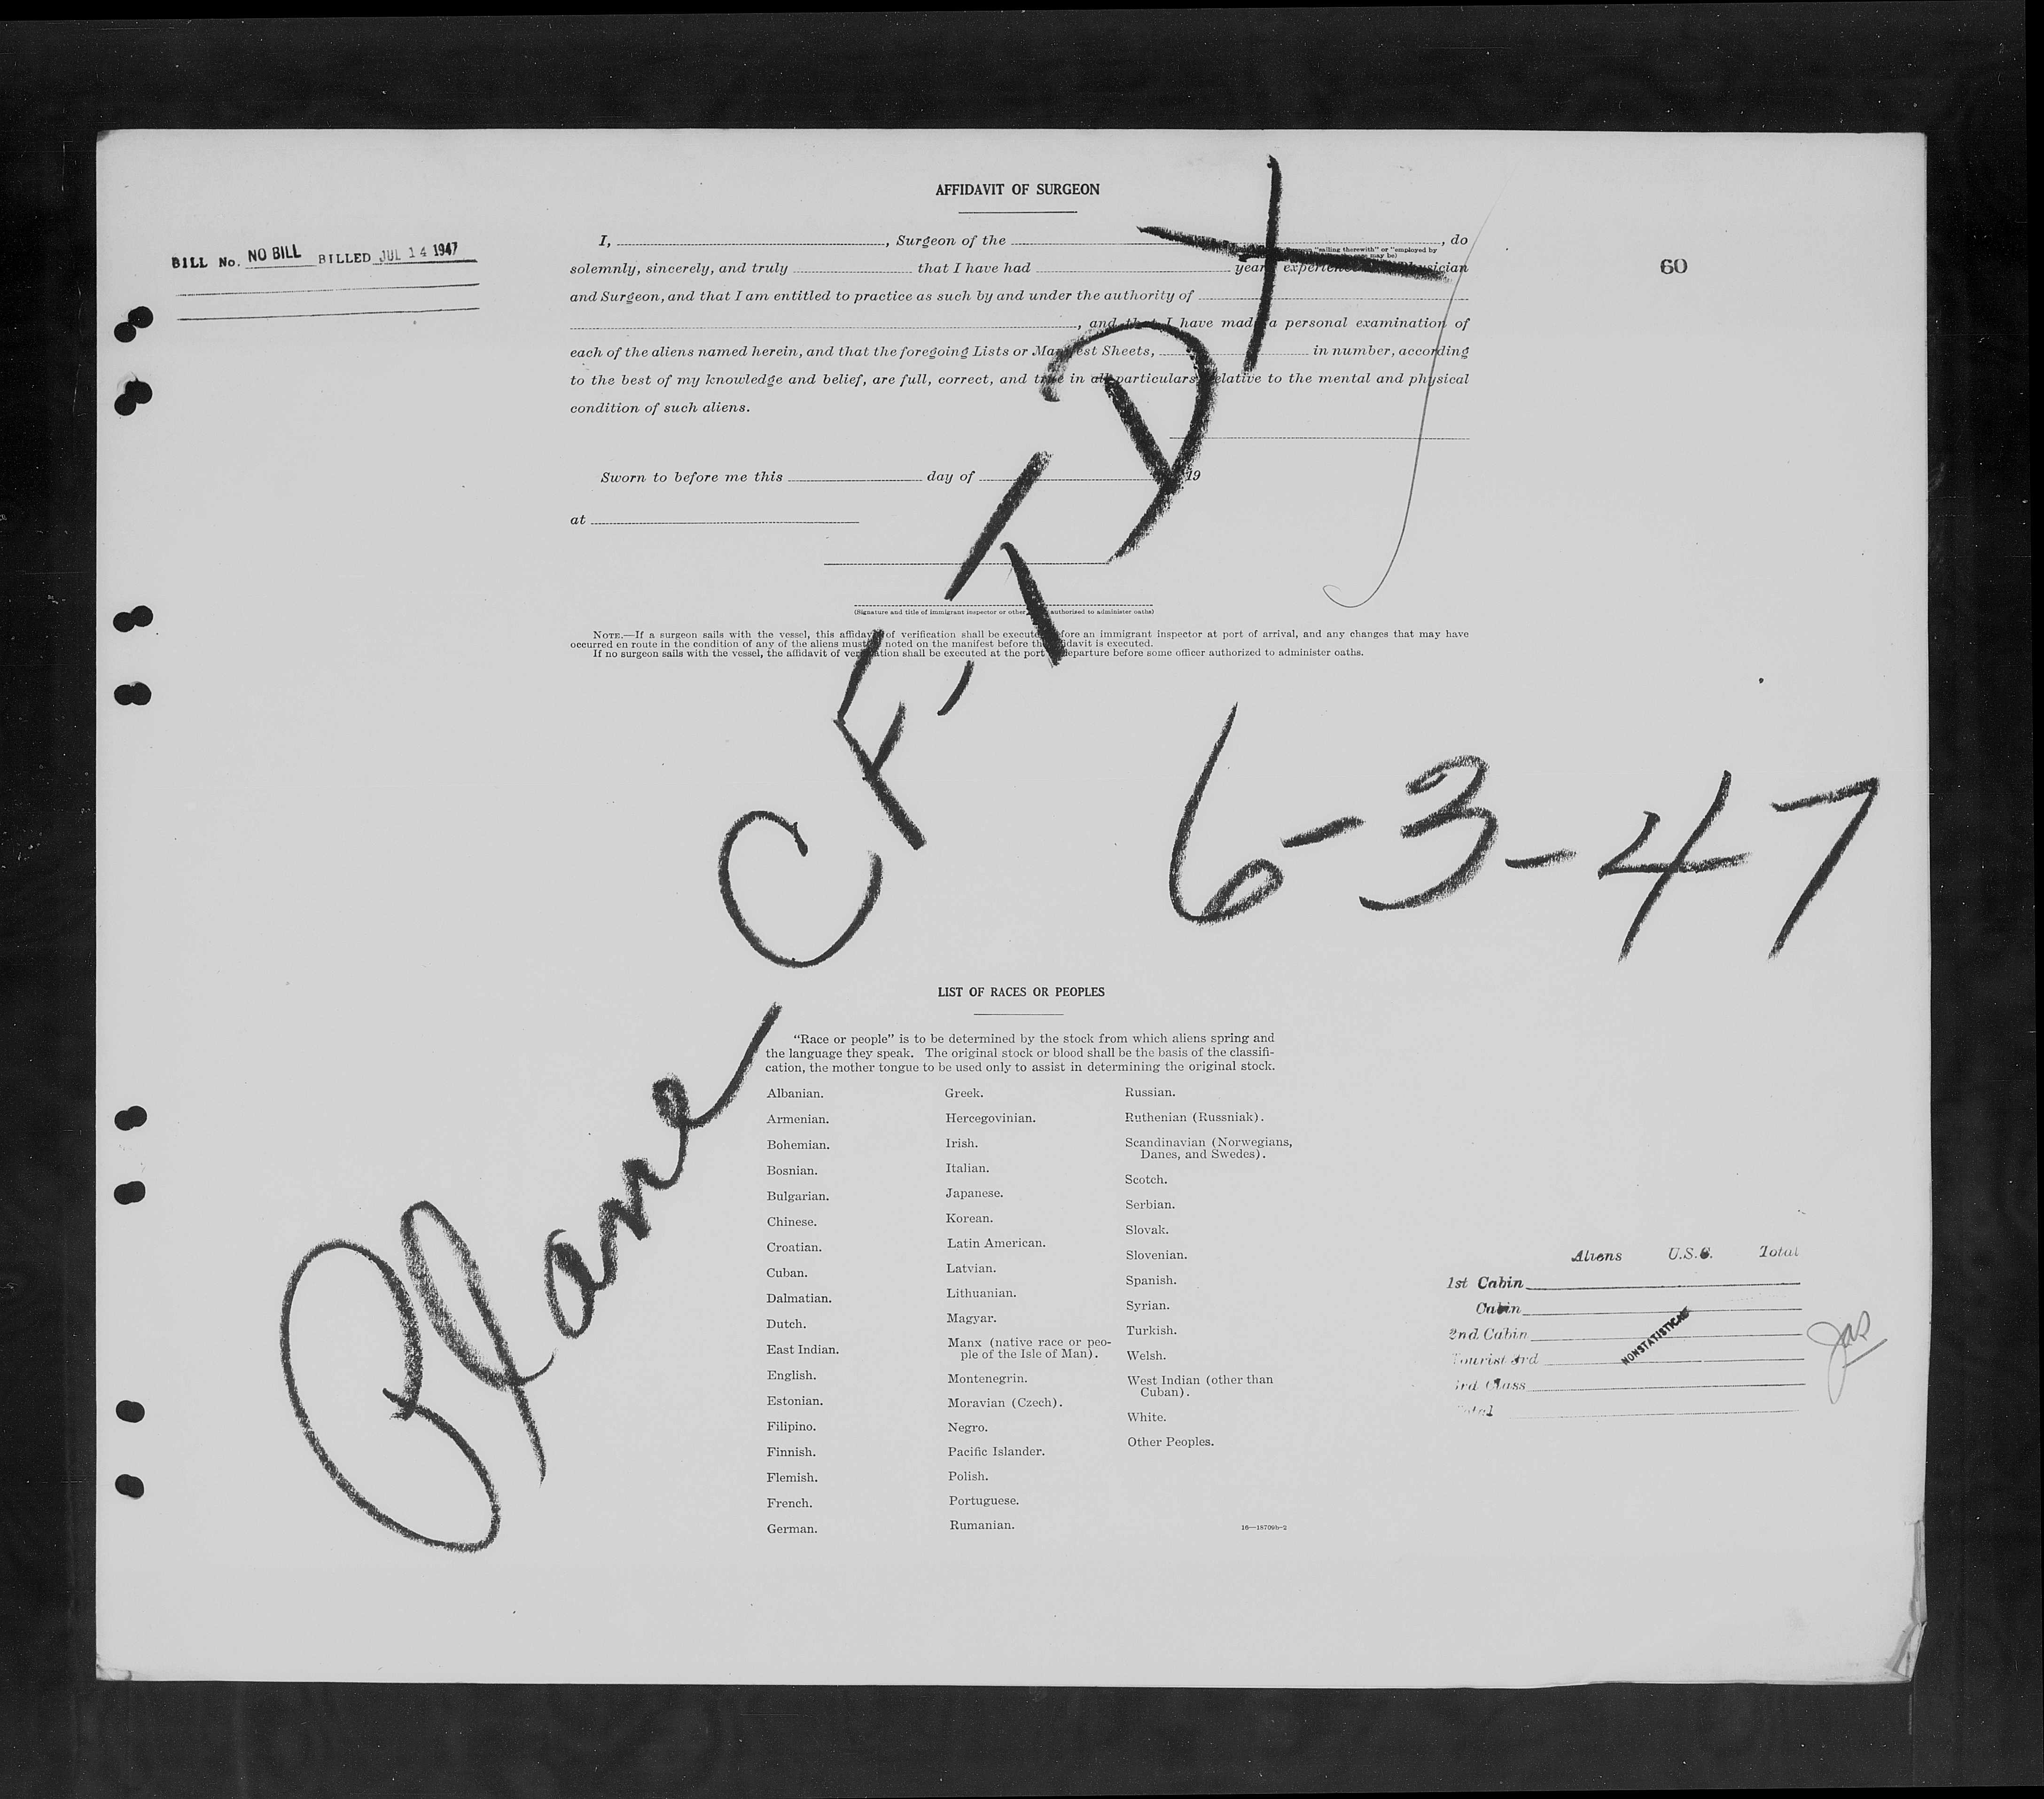 AFFIDAVIT OF SURGEON
BILL No. NO BILL BILLED JUL 14 1947
60
I, , Surgeon of the , do
"sailing therewith" or "employed by
may be)
solemnly, sincerely, and truly that I have had years experience Physician
and Surgeon, and that I am entitled to practice as such by and under the authority of
, and that I have made a personal examination of
each of the aliens named herein, and that the foregoing Lists or Manifest Sheets, in number, according
to the best of my knowledge and belief, are full, correct, and true in all particulars relative to the mental and physical
condition of such aliens.
Sworn to before me this day of 19
at
(Signature and title of immigrant inspector or other authorized to administer oaths)
NOTE.—If a surgeon sails with the vessel, this affidavit of verification shall be executed before an immigrant inspector at port of arrival, and any changes that may have
occurred en route in the condition of any of the aliens must be noted on the manifest before the affidavit is executed.
If no surgeon sails with the vessel, the affidavit of verification shall be executed at the port of departure before some officer authorized to administer oaths.
Plane CF-TDX
6-3-47
LIST OF RACES OR PEOPLES
"Race or people" is to be determined by the stock from which aliens spring and
the language they speak. The original stock or blood shall be the basis of the classifi-
cation, the mother tongue to be used only to assist in determining the original stock.
Albanian.
Armenian.
Bohemian.
Bosnian.
Bulgarian.
Chinese.
Croatian.
Cuban.
Dalmatian.
Dutch.
East Indian.
English.
Estonian.
Filipino.
Finnish.
Flemish.
French.
German.
Greek.
Hercegovinian.
Irish.
Italian.
Japanese.
Korean.
Latin American.
Latvian.
Lithuanian.
Magyar.
Manx (native race or peo-
ple of the Isle of Man).
Montenegrin.
Moravian (Czech).
Negro.
Pacific Islander.
Polish.
Portuguese.
Rumanian.
Russian.
Ruthenian (Russniak).
Scandinavian (Norwegians,
Danes, and Swedes).
Scotch.
Serbian.
Slovak.
Slovenian.
Spanish.
Syrian.
Turkish.
Welsh.
West Indian (other than
Cuban).
White.
Other Peoples.
16—18709b-2
Aliens U.S.C. Total
1st Cabin
Cabin
2nd Cabin
Tourist 3rd
3rd Class
Total
NONSTATISTICAL